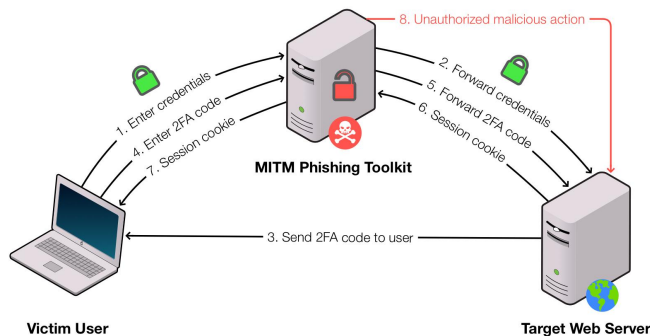 8. Unauthorized malicious action
1. Enter credentials
4. Enter 2FA code
7. Session cookie
2. Forward credentials
5. Forward 2FA code
6. Session cookie
MITM Phishing Toolkit
3. Send 2FA code to user
Victim User
Target Web Server